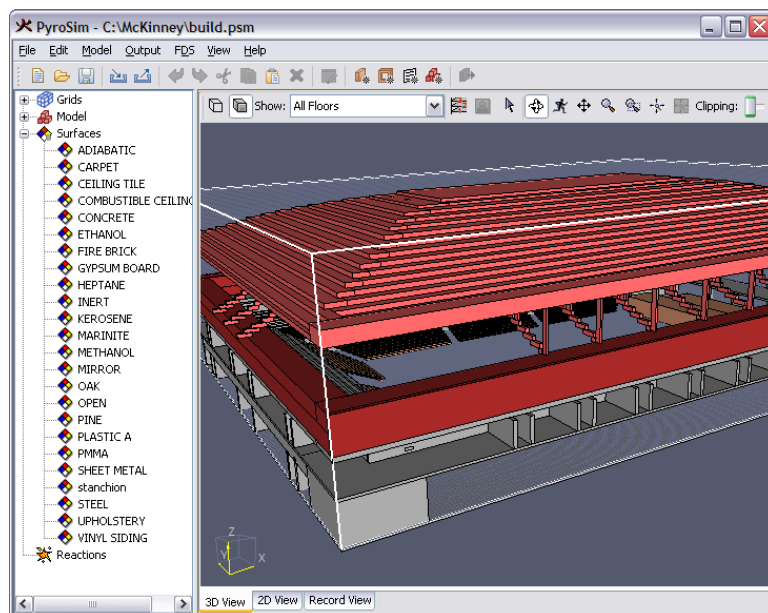 PyroSim - C:\McKinney\build.psm
File Edit Model Output FDS View Help
Show: All Floors Clipping:
Grids
Model
Surfaces
ADIABATIC
CARPET
CEILING TILE
COMBUSTIBLE CEILING
CONCRETE
ETHANOL
FIRE BRICK
GYPSUM BOARD
HEPTANE
INERT
KEROSENE
MARINITE
METHANOL
MIRROR
OAK
OPEN
PINE
PLASTIC A
PMMA
SHEET METAL
stanchion
STEEL
UPHOLSTERY
VINYL SIDING
Reactions
Z
Y
X
3D View 2D View Record View